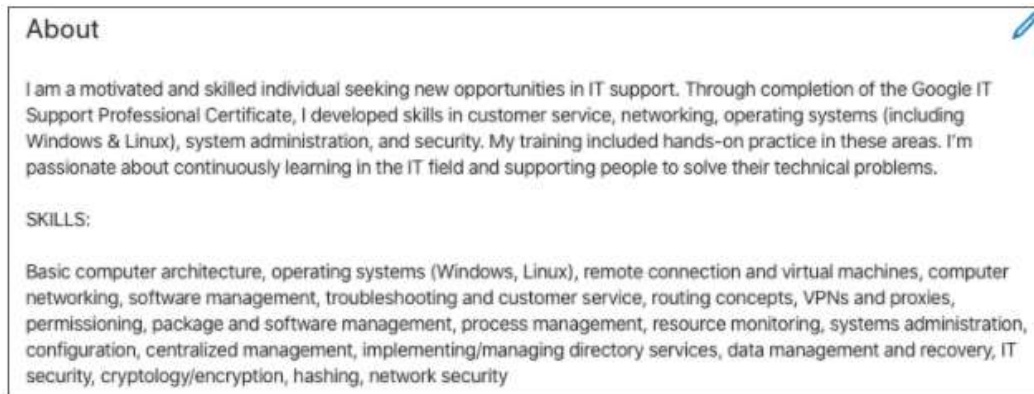 About
I am a motivated and skilled individual seeking new opportunities in IT support. Through completion of the Google IT
Support Professional Certificate, I developed skills in customer service, networking, operating systems (including
Windows & Linux), system administration, and security. My training included hands-on practice in these areas. I'm
passionate about continuously learning in the IT field and supporting people to solve their technical problems.
SKILLS:
Basic computer architecture, operating systems (Windows, Linux), remote connection and virtual machines, computer
networking, software management, troubleshooting and customer service, routing concepts, VPNs and proxies,
permissioning, package and software management, process management, resource monitoring, systems administration,
configuration, centralized management, implementing/managing directory services, data management and recovery, IT
security, cryptology/encryption, hashing, network security